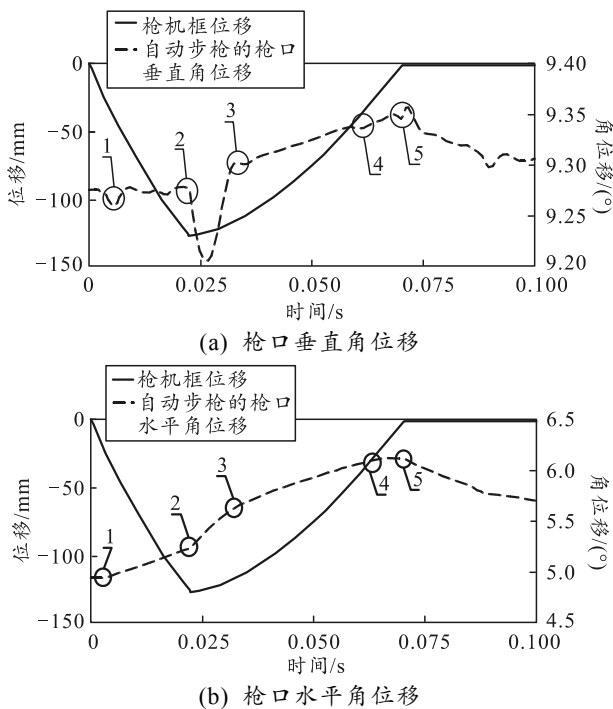 枪机框位移
自动步枪的枪口
垂直角位移
0
−50
−100
−150
位移/mm
9.40
9.35
9.30
9.23
9.20
角位移/(°)
1
2
3
4
5
0
0.025
0.050
0.075
0.100
时间/s
(a) 枪口垂直角位移
枪机框位移
自动步枪的枪口
水平角位移
0
−50
−100
−150
位移/mm
6.5
6.0
5.5
5.0
4.5
角位移/(°)
1
2
3
4
5
0
0.025
0.050
0.075
0.100
时间/s
(b) 枪口水平角位移